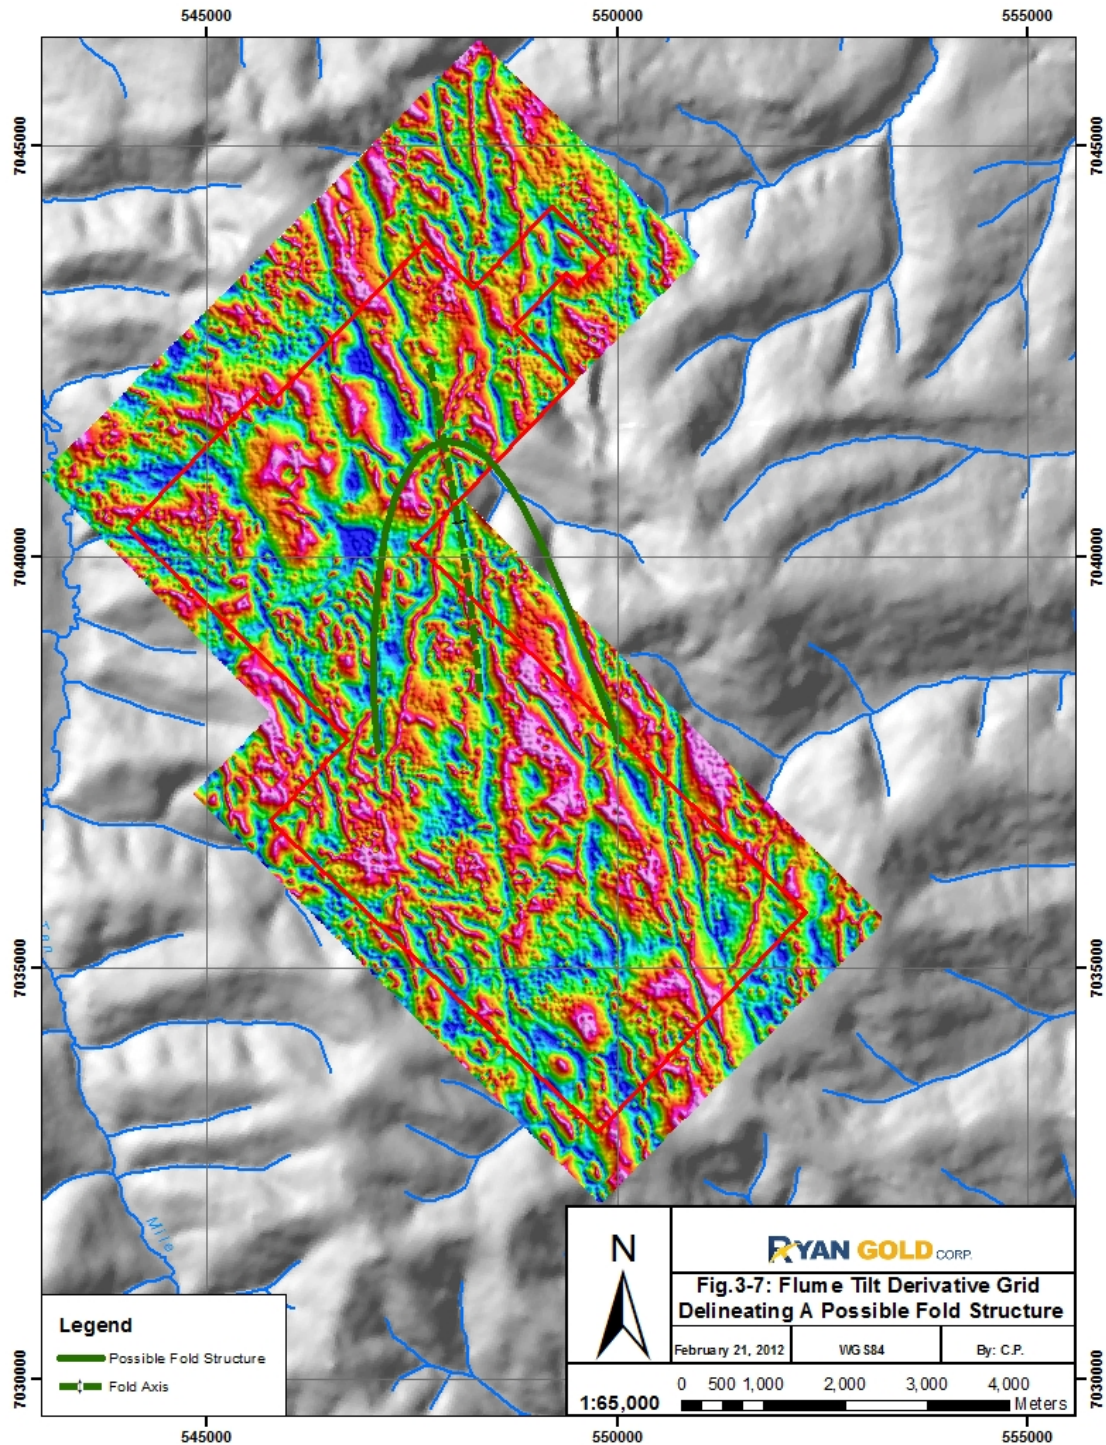 545000 550000 555000
7045000 7045000
7040000 7040000
7035000 7035000
Ten
Mile
7030000 7030000
Legend
Possible Fold Structure
Fold Axis
N
RYAN GOLD CORP.
Fig.3-7: Flume Tilt Derivative Grid
Delineating A Possible Fold Structure
February 21, 2012 WGS84 By: C.P.
1:65,000
0 500 1,000 2,000 3,000 4,000
Meters
545000 550000 555000